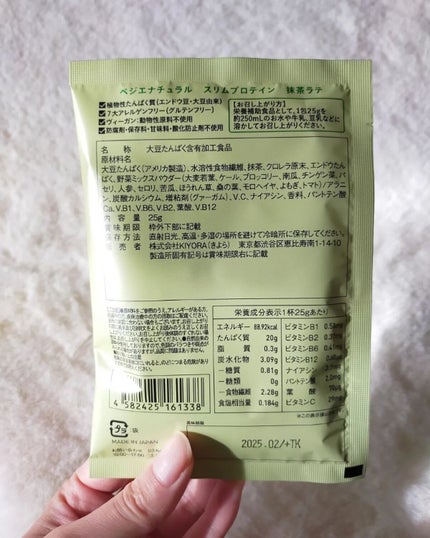 ベジエナチュラル スリムプロテイン 抹茶ラテ
植物性たんぱく質(エンドウ豆・大豆由来)
7大アレルゲンフリー(グルテンフリー)
ヴィーガン:動物性原料不使用
防腐剤・保存料・甘味料・酸化防止剤不使用
【お召し上がり方】
栄養補助食品として、1包25gを
約250mLのお水や牛乳、豆乳などに
溶かしてお召し上がりください。
名 称 大豆たんぱく含有加工食品
原材料名
大豆たんぱく(アメリカ製造)、水溶性食物繊維、抹茶、クロレラ原末、エンドウたん
ぱく、野菜ミックスパウダー(大麦若葉、ケール、ブロッコリー、南瓜、チンゲン菜、パ
セリ、人参、セロリ、苦瓜、ほうれん草、桑の葉、モロヘイヤ、よもぎ、トマト)/アラニ
ン、炭酸カルシウム、増粘剤(グァーガム)、V.C、ナイアシン、香料、パントテン酸
Ca、V.B1、V.B6、V.B2、葉酸、V.B12
内 容 量 25g
賞味期限 枠外下部に記載
保存方法 直射日光、高温・多湿の場所を避けて冷暗所に保存してください。
販 売 者 株式会社KIYORA(きよら) 東京都渋谷区恵比寿南1-14-10
製造所固有記号は賞味期限右に記載
栄養成分表示1杯25gあたり
エネルギー 88.92kcal
たんぱく質 20g
脂質 0.3g
炭水化物 3.09g
-糖質 0.81g
-糖類 0g
-食物繊維 2.28g
食塩相当量 0.184g
ビタミンB1
ビタミンB2
ビタミンB6
ビタミンB12
ナイアシン
パントテン酸
葉 酸
ビタミンC
4 582425 161338
プラ
袋
MADE IN JAPAN
賞味期限
2025.02/+TK